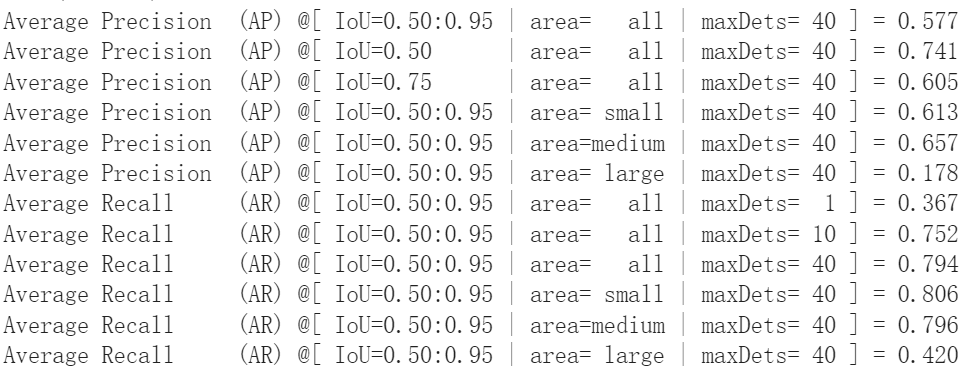 Average Precision  (AP) @[ IoU=0.50:0.95 | area=   all | maxDets= 40 ] = 0.577
Average Precision  (AP) @[ IoU=0.50      | area=   all | maxDets= 40 ] = 0.741
Average Precision  (AP) @[ IoU=0.75      | area=   all | maxDets= 40 ] = 0.605
Average Precision  (AP) @[ IoU=0.50:0.95 | area= small | maxDets= 40 ] = 0.613
Average Precision  (AP) @[ IoU=0.50:0.95 | area=medium | maxDets= 40 ] = 0.657
Average Precision  (AP) @[ IoU=0.50:0.95 | area= large | maxDets= 40 ] = 0.178
Average Recall     (AR) @[ IoU=0.50:0.95 | area=   all | maxDets=  1 ] = 0.367
Average Recall     (AR) @[ IoU=0.50:0.95 | area=   all | maxDets= 10 ] = 0.752
Average Recall     (AR) @[ IoU=0.50:0.95 | area=   all | maxDets= 40 ] = 0.794
Average Recall     (AR) @[ IoU=0.50:0.95 | area= small | maxDets= 40 ] = 0.806
Average Recall     (AR) @[ IoU=0.50:0.95 | area=medium | maxDets= 40 ] = 0.796
Average Recall     (AR) @[ IoU=0.50:0.95 | area= large | maxDets= 40 ] = 0.420